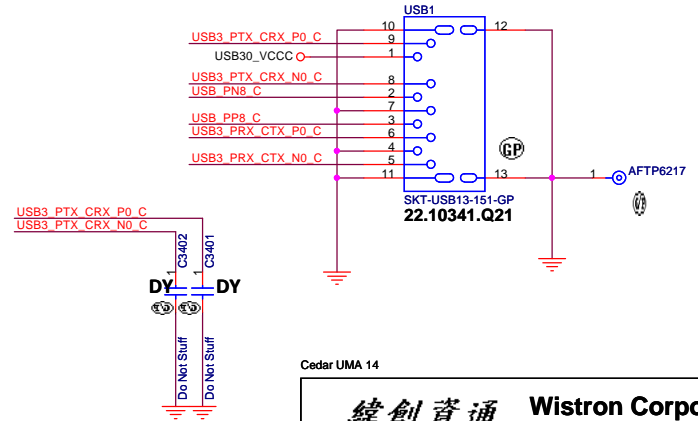 USB1
10
12
USB3_PTX_CRX_P0_C
9
USB30_VCCC
1
USB3_PTX_CRX_N0_C
8
USB_PN8_C
2
7
USB_PP8_C
3
USB3_PRX_CTX_P0_C
6
GP
4
USB3_PRX_CTX_N0_C
5
11
13
1
AFTP6217
SKT-USB13-151-GP
22.10341.Q21
USB3_PTX_CRX_P0_C
USB3_PTX_CRX_N0_C
C3402
C3401
1
1
DY
DY
Do Not Stuff
Do Not Stuff
Cedar UMA 14
緯創資通 Wistron Corpo